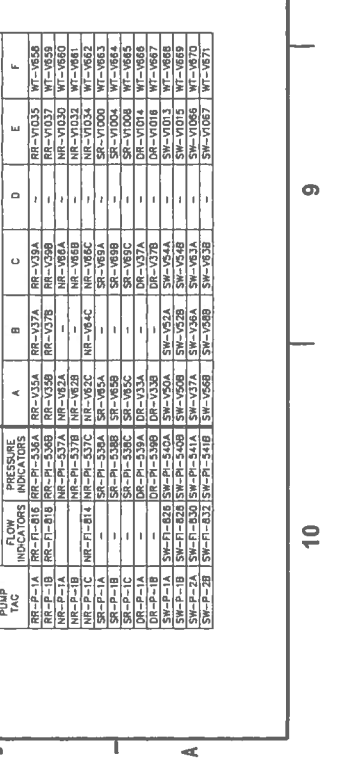 PUMP TAG | FLOW INDICATORS | PRESSURE INDICATORS | A | B | C | D | E | F
RR-P-1A | RR-FI-816 | RR-PI-536A | RR-V35A | RR-V37A | RR-V39A | - | RR-V1035 | WT-V658
RR-P-1B | RR-FI-818 | RR-PI-536B | RR-V35B | RR-V37B | RR-V39B | - | RR-V1037 | WT-V659
NR-P-1A | - | NR-PI-537A | NR-V62A | - | NR-V66A | - | NR-V1030 | WT-V660
NR-P-1B | - | NR-PI-537B | NR-V62B | - | NR-V66B | - | NR-V1032 | WT-V661
NR-P-1C | NR-FI-814 | NR-PI-537C | NR-V62C | NR-V64C | NR-V66C | - | NR-V1034 | WT-V662
SR-P-1A | - | SR-PI-538A | SR-V65A | - | SR-V69A | - | SR-V1000 | WT-V663
SR-P-1B | - | SR-PI-538B | SR-V65B | - | SR-V69B | - | SR-V1004 | WT-V664
SR-P-1C | - | SR-PI-538C | SR-V65C | - | SR-V69C | - | SR-V1008 | WT-V665
DR-P-1A | - | DR-PI-539A | DR-V33A | - | DR-V37A | - | DR-V1014 | WT-V666
DR-P-1B | - | DR-PI-539B | DR-V33B | - | DR-V37B | - | DR-V1016 | WT-V667
SW-P-1A | SW-FI-826 | SW-PI-540A | SW-V50A | SW-V52A | SW-V54A | - | SW-V1013 | WT-V668
SW-P-1B | SW-FI-828 | SW-PI-540B | SW-V50B | SW-V52B | SW-V54B | - | SW-V1015 | WT-V669
SW-P-2A | SW-FI-830 | SW-PI-541A | SW-V37A | SW-V36A | SW-V63A | - | SW-V1066 | WT-V670
SW-P-2B | SW-FI-832 | SW-PI-541B | SW-V56B | SW-V58B | SW-V63B | - | SW-V1067 | WT-V671
10
9
A